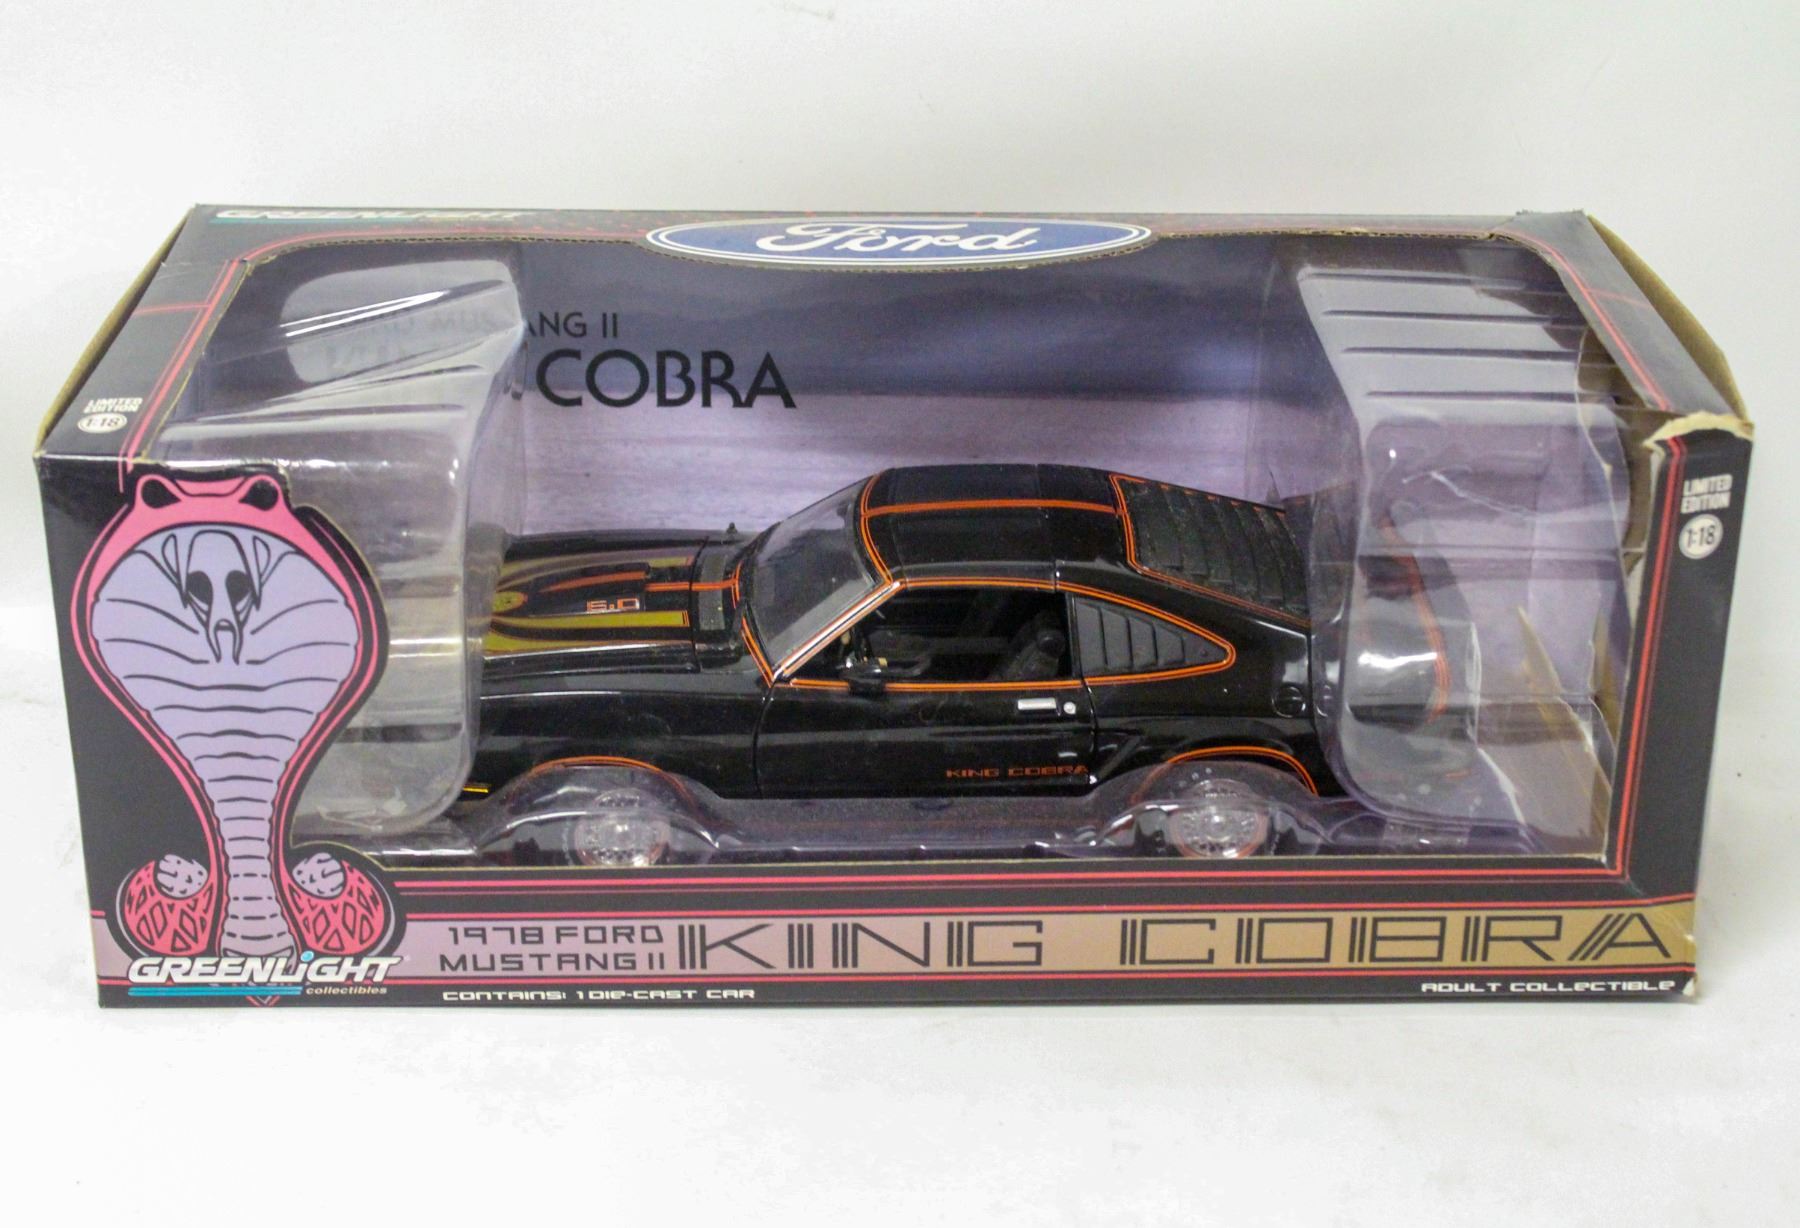 GREENLIGHT
Ford
ANG II
COBRA
LIMITED
EDITION
1:18
LIMITED
EDITION
1:18
5.0
KING COBRA
1978 FORD
MUSTANG II
KING COBRA
GREENLIGHT
collectibles
CONTAINS: 1 DIE-CAST CAR
ADULT COLLECTIBLE